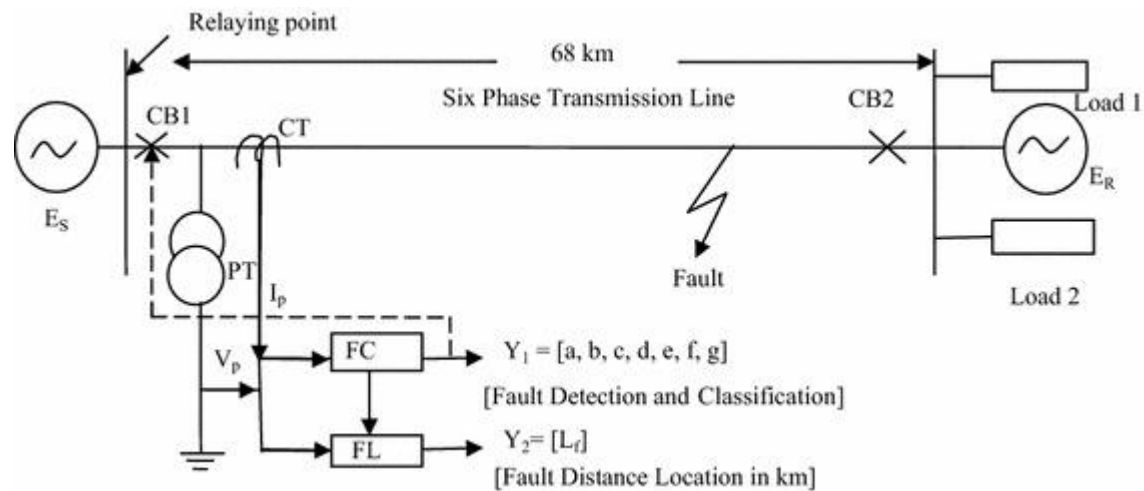 Relaying point
68 km
Six Phase Transmission Line
CB1
CT
CB2
Load 1
E_S
E_R
PT
I_p
Fault
Load 2
V_p
FC
Y_1 = [a, b, c, d, e, f, g]
[Fault Detection and Classification]
FL
Y_2= [L_f]
[Fault Distance Location in km]